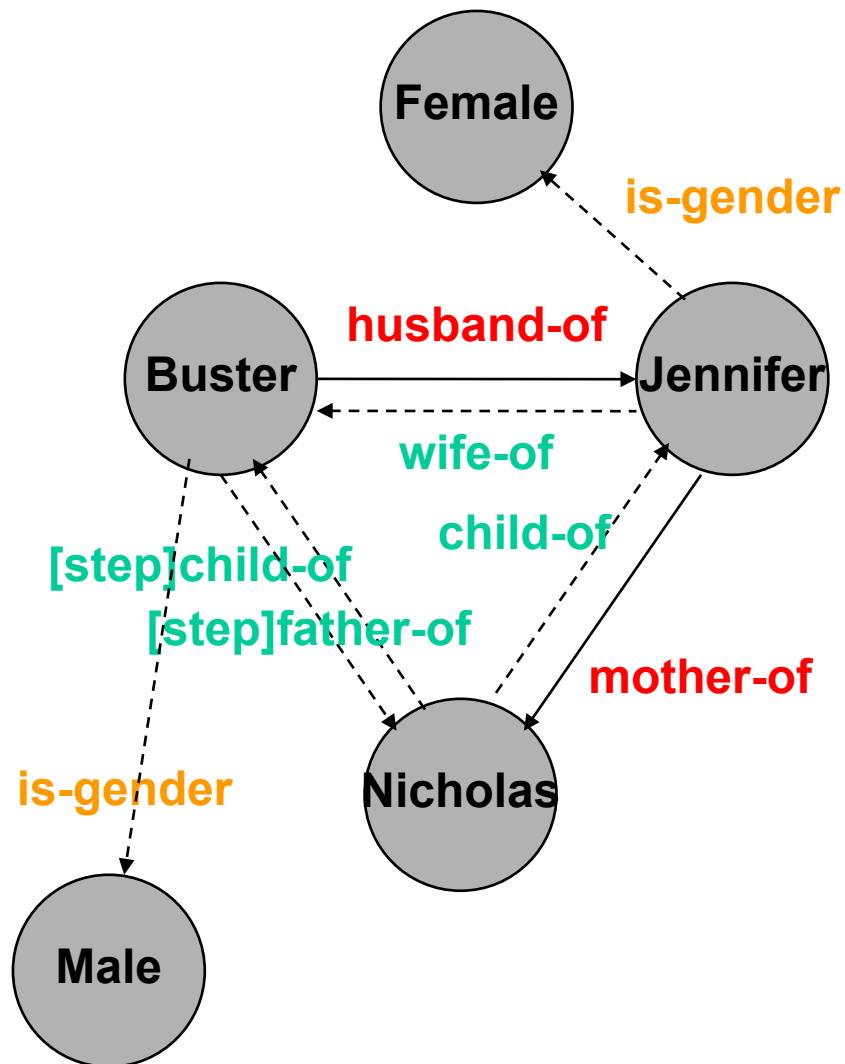 Female
is-gender
husband-of
Buster
Jennifer
wife-of
child-of
[step]child-of
[step]father-of
mother-of
is-gender
Nicholas
Male